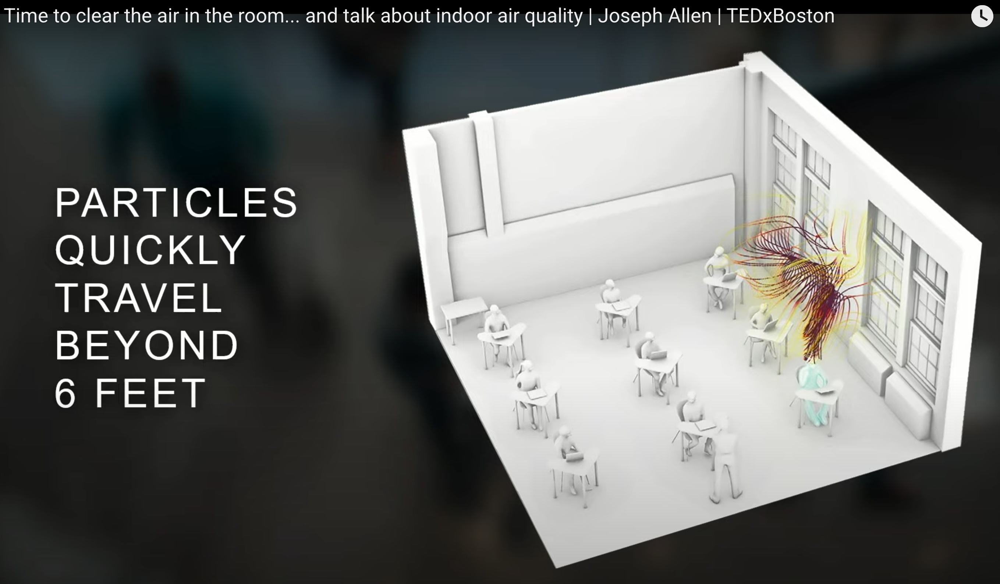 Time to clear the air in the room... and talk about indoor air quality | Joseph Allen | TEDxBoston
PARTICLES
QUICKLY
TRAVEL
BEYOND
6 FEET